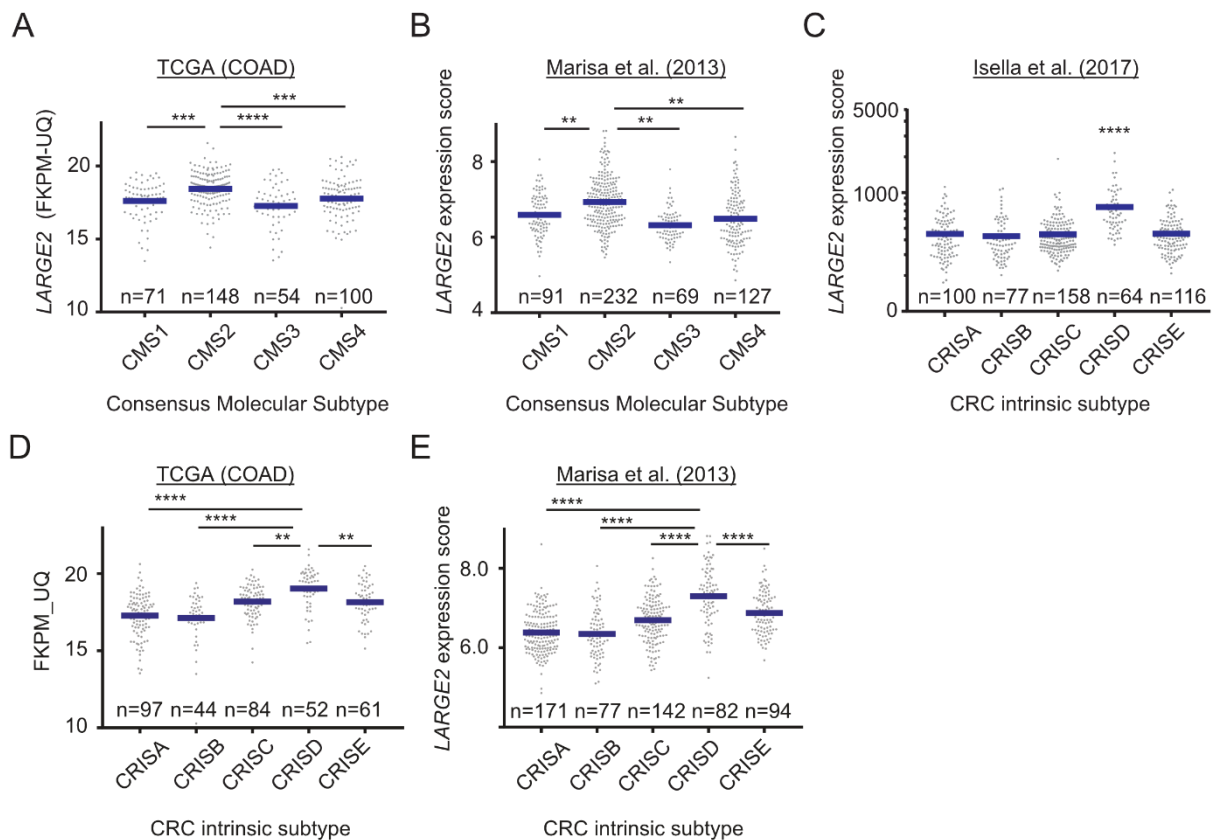 A
TCGA (COAD)
*** 
*** ****
LARGE2 (FKPM-UQ)
20
15
10
n=71 n=148 n=54 n=100
CMS1 CMS2 CMS3 CMS4
Consensus Molecular Subtype
B
Marisa et al. (2013)
**
** **
LARGE2 expression score
8
6
4
n=91 n=232 n=69 n=127
CMS1 CMS2 CMS3 CMS4
Consensus Molecular Subtype
C
Isella et al. (2017)
****
LARGE2 expression score
5000
1000
0
n=100 n=77 n=158 n=64 n=116
CRISA CRISB CRISC CRISD CRISE
CRC intrinsic subtype
D
TCGA (COAD)
****
****
** **
FKPM_UQ
20
15
10
n=97 n=44 n=84 n=52 n=61
CRISA CRISB CRISC CRISD CRISE
CRC intrinsic subtype
E
Marisa et al. (2013)
****
****
**** ****
LARGE2 expression score
8.0
6.0
n=171 n=77 n=142 n=82 n=94
CRISA CRISB CRISC CRISD CRISE
CRC intrinsic subtype